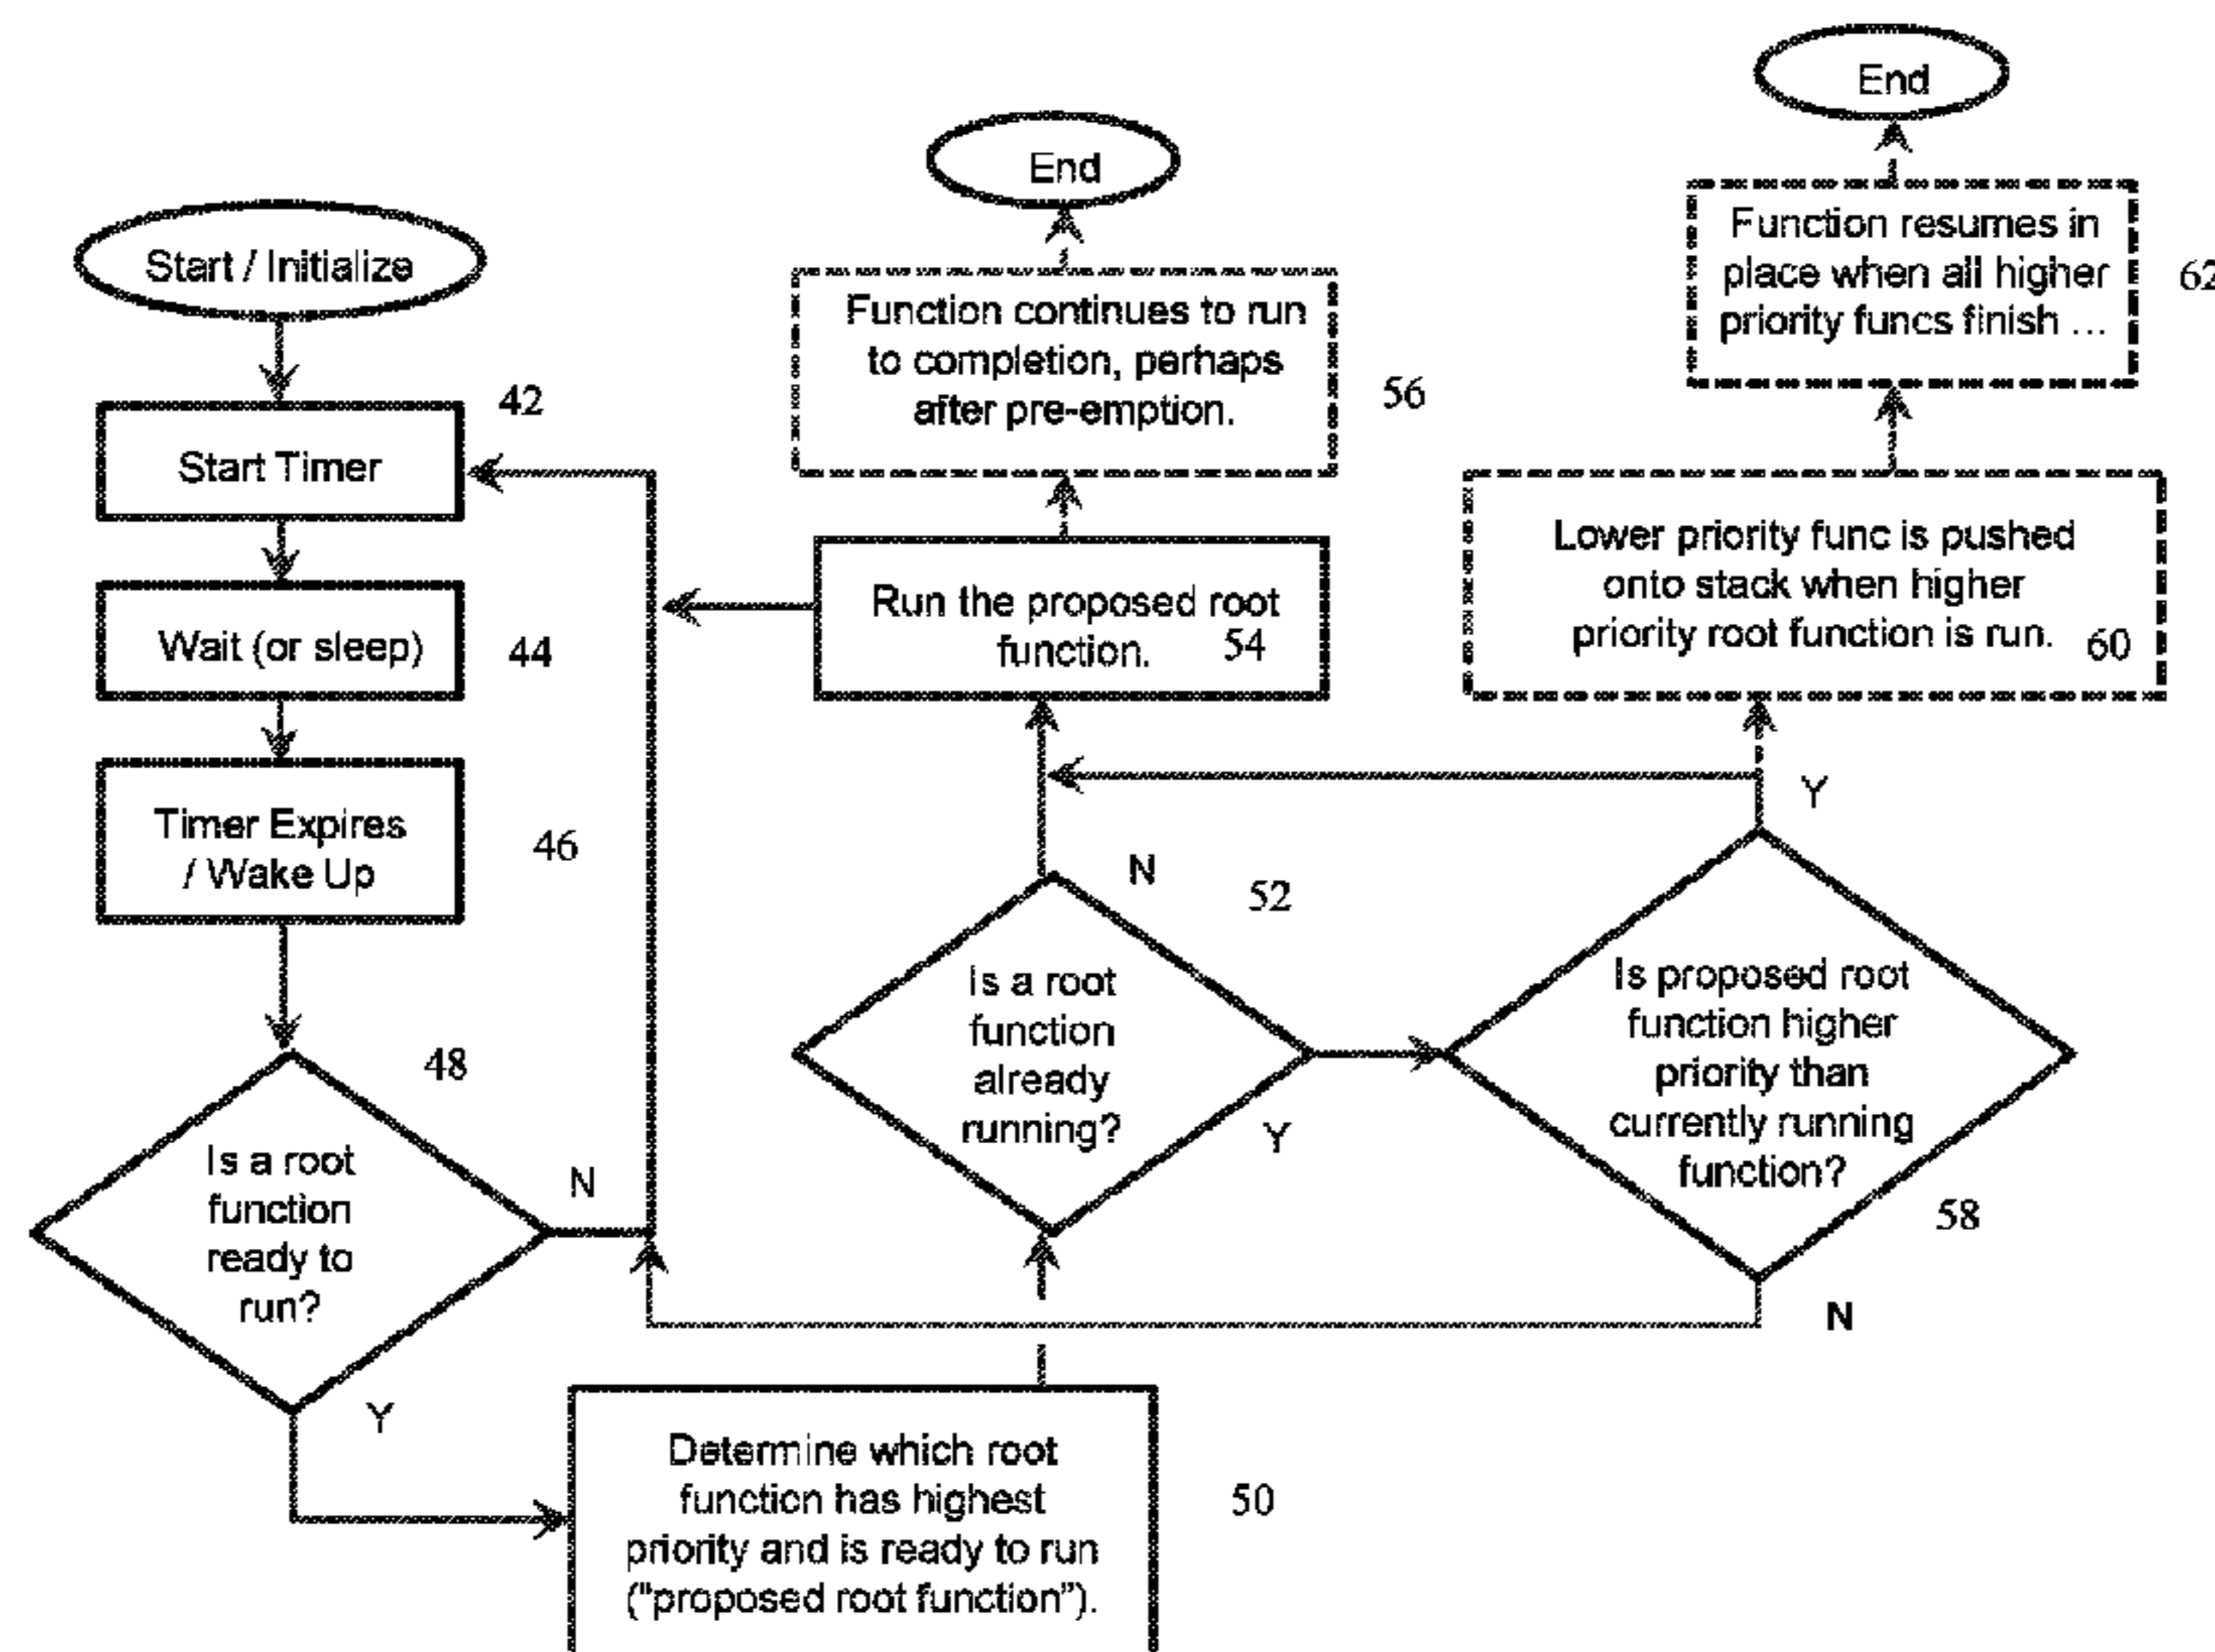 Start / Initialize
42
Start Timer
Wait (or sleep)
44
Timer Expires
/ Wake Up
46
48
Is a root
function
ready to
run?
N
Y
Determine which root
function has highest
priority and is ready to run
("proposed root function").
50
Is a root
function
already
running?
52
N
Y
Run the proposed root
function.
54
Function continues to run
to completion, perhaps
after pre-emption.
56
End
Is proposed root
function higher
priority than
currently running
function?
58
Y
N
Lower priority func is pushed
onto stack when higher
priority root function is run.
60
Function resumes in
place when all higher
priority funcs finish ...
62
End